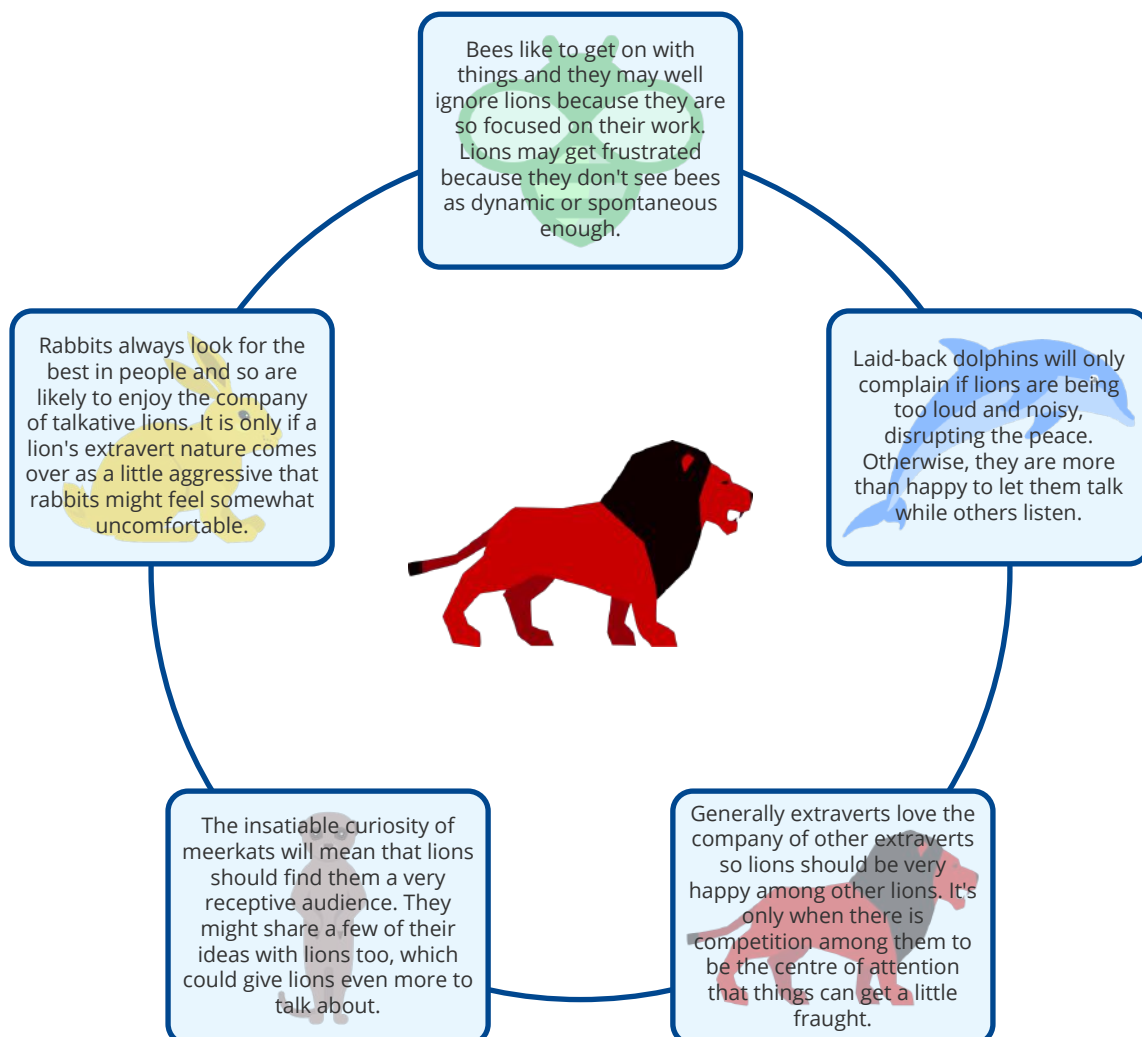 Bees like to get on with
things and they may well
ignore lions because they are
so focused on their work.
Lions may get frustrated
because they don't see bees
as dynamic or spontaneous
enough.
Rabbits always look for the
best in people and so are
likely to enjoy the company
of talkative lions. It is only if a
lion's extravert nature comes
over as a little aggressive that
rabbits might feel somewhat
uncomfortable.
Laid-back dolphins will only
complain if lions are being
too loud and noisy,
disrupting the peace.
Otherwise, they are more
than happy to let them talk
while others listen.
The insatiable curiosity of
meerkats will mean that lions
should find them a very
receptive audience. They
might share a few of their
ideas with lions too, which
could give lions even more to
talk about.
Generally extraverts love the
company of other extraverts
so lions should be very
happy among other lions. It's
only when there is
competition among them to
be the centre of attention
that things can get a little
fraught.